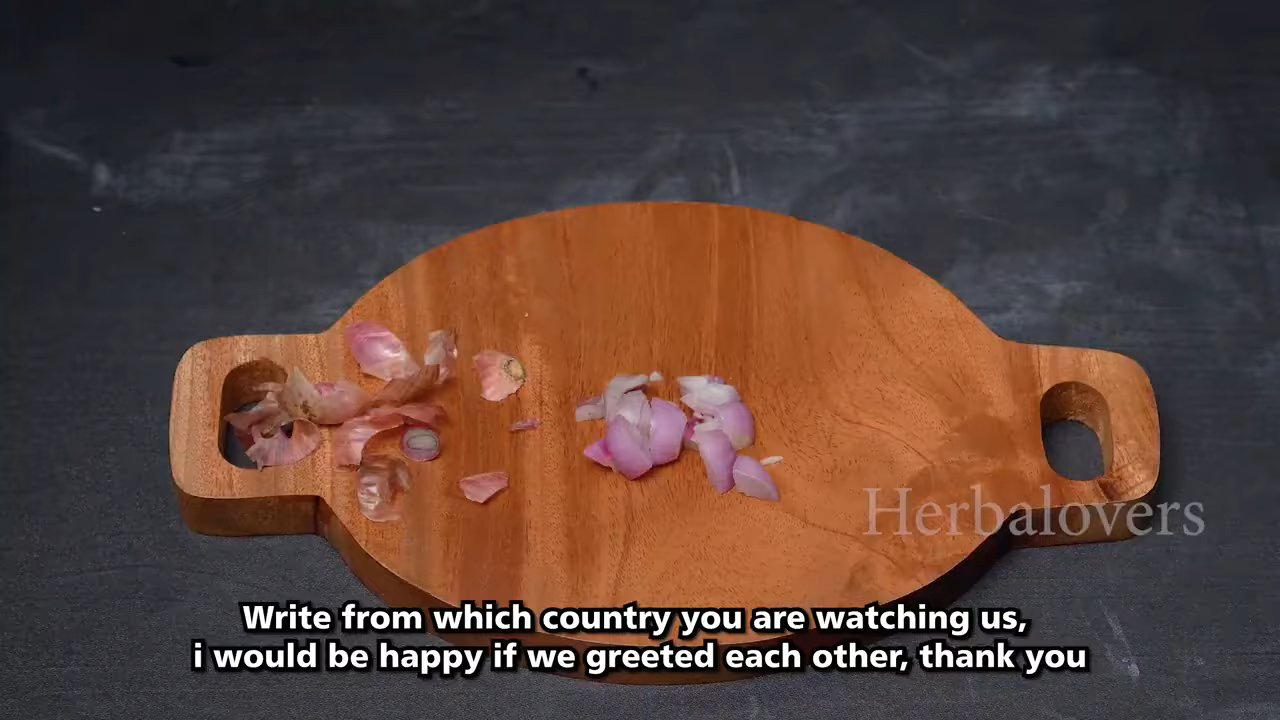 Herbalovers
Write from which country you are watching us,
i would be happy if we greeted each other, thank you